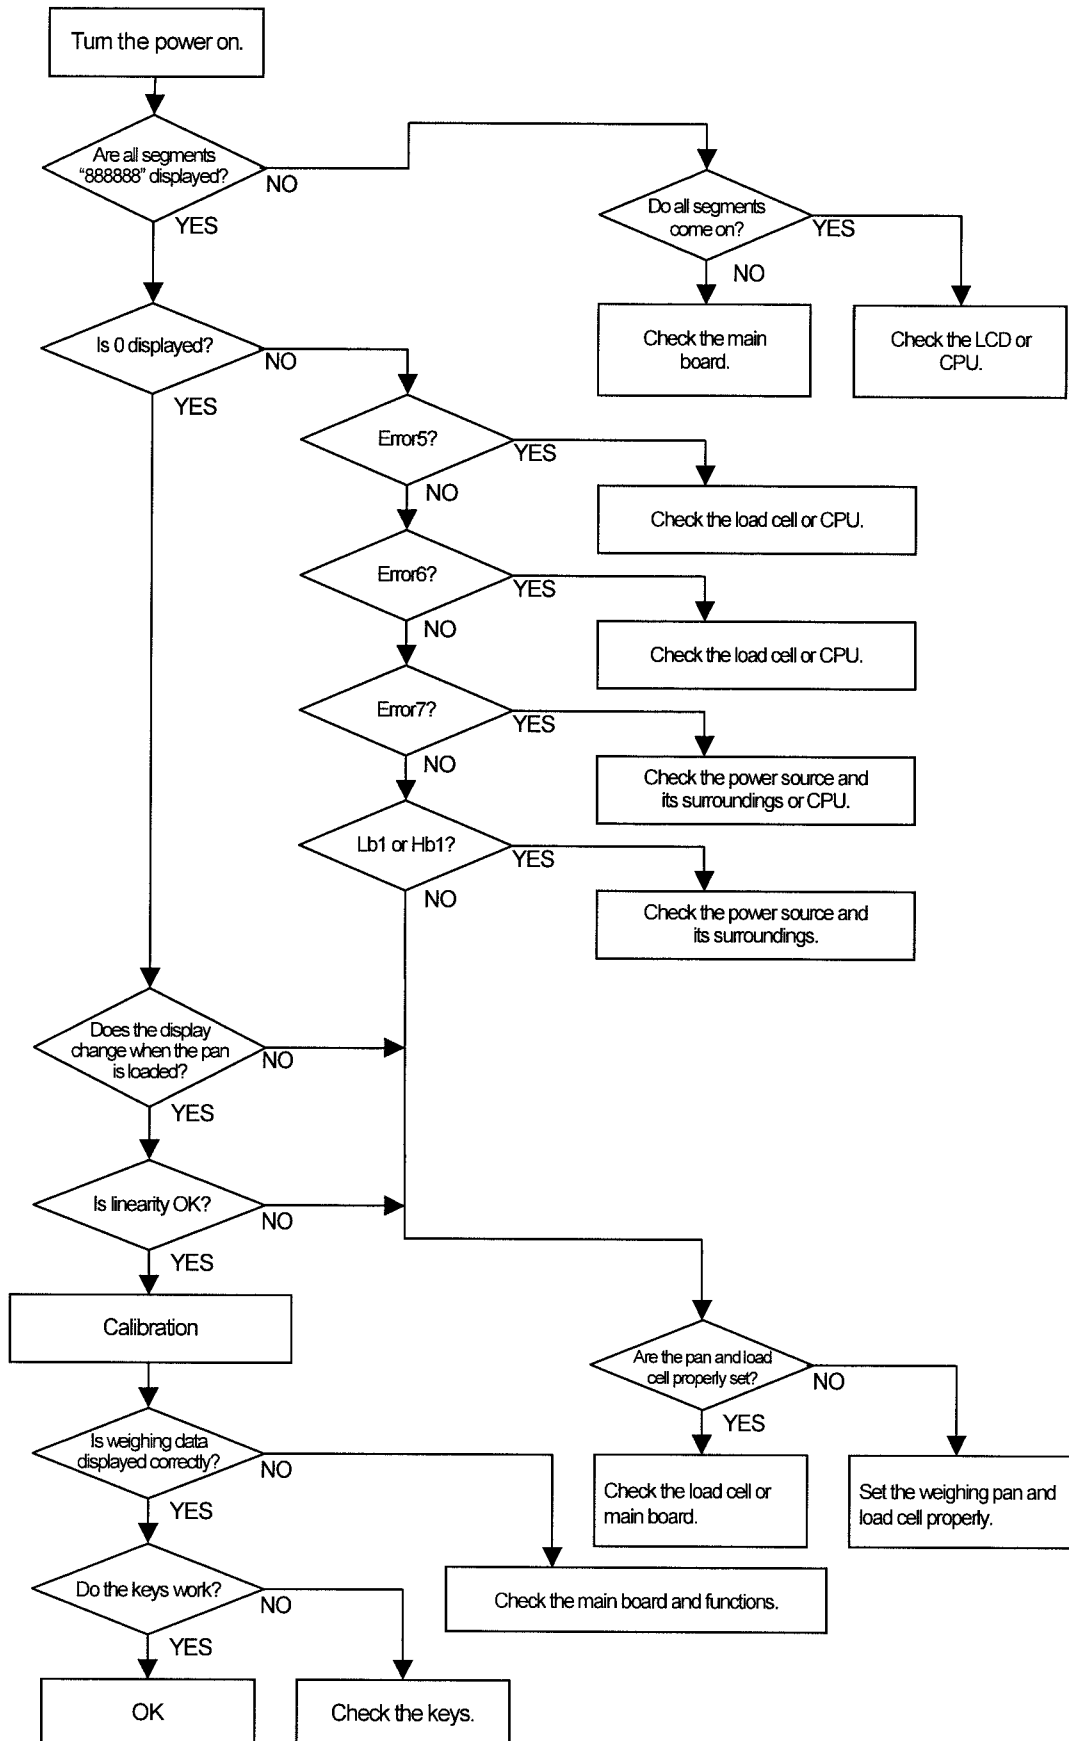 Turn the power on.
Are all segments
"888888" displayed?
NO
YES
Do all segments
come on?
YES
NO
Check the main
board.
Check the LCD or
CPU.
Is 0 displayed?
NO
YES
Error5?
YES
NO
Check the load cell or CPU.
Error6?
YES
NO
Check the load cell or CPU.
Error7?
YES
NO
Check the power source and
its surroundings or CPU.
Lb1 or Hb1?
YES
NO
Check the power source and
its surroundings.
Does the display
change when the pan
is loaded?
NO
YES
Is linearity OK?
NO
YES
Calibration
Are the pan and load
cell properly set?
NO
YES
Is weighing data
displayed correctly?
NO
YES
Check the load cell or
main board.
Set the weighing pan and
load cell properly.
Do the keys work?
NO
YES
Check the main board and functions.
OK
Check the keys.